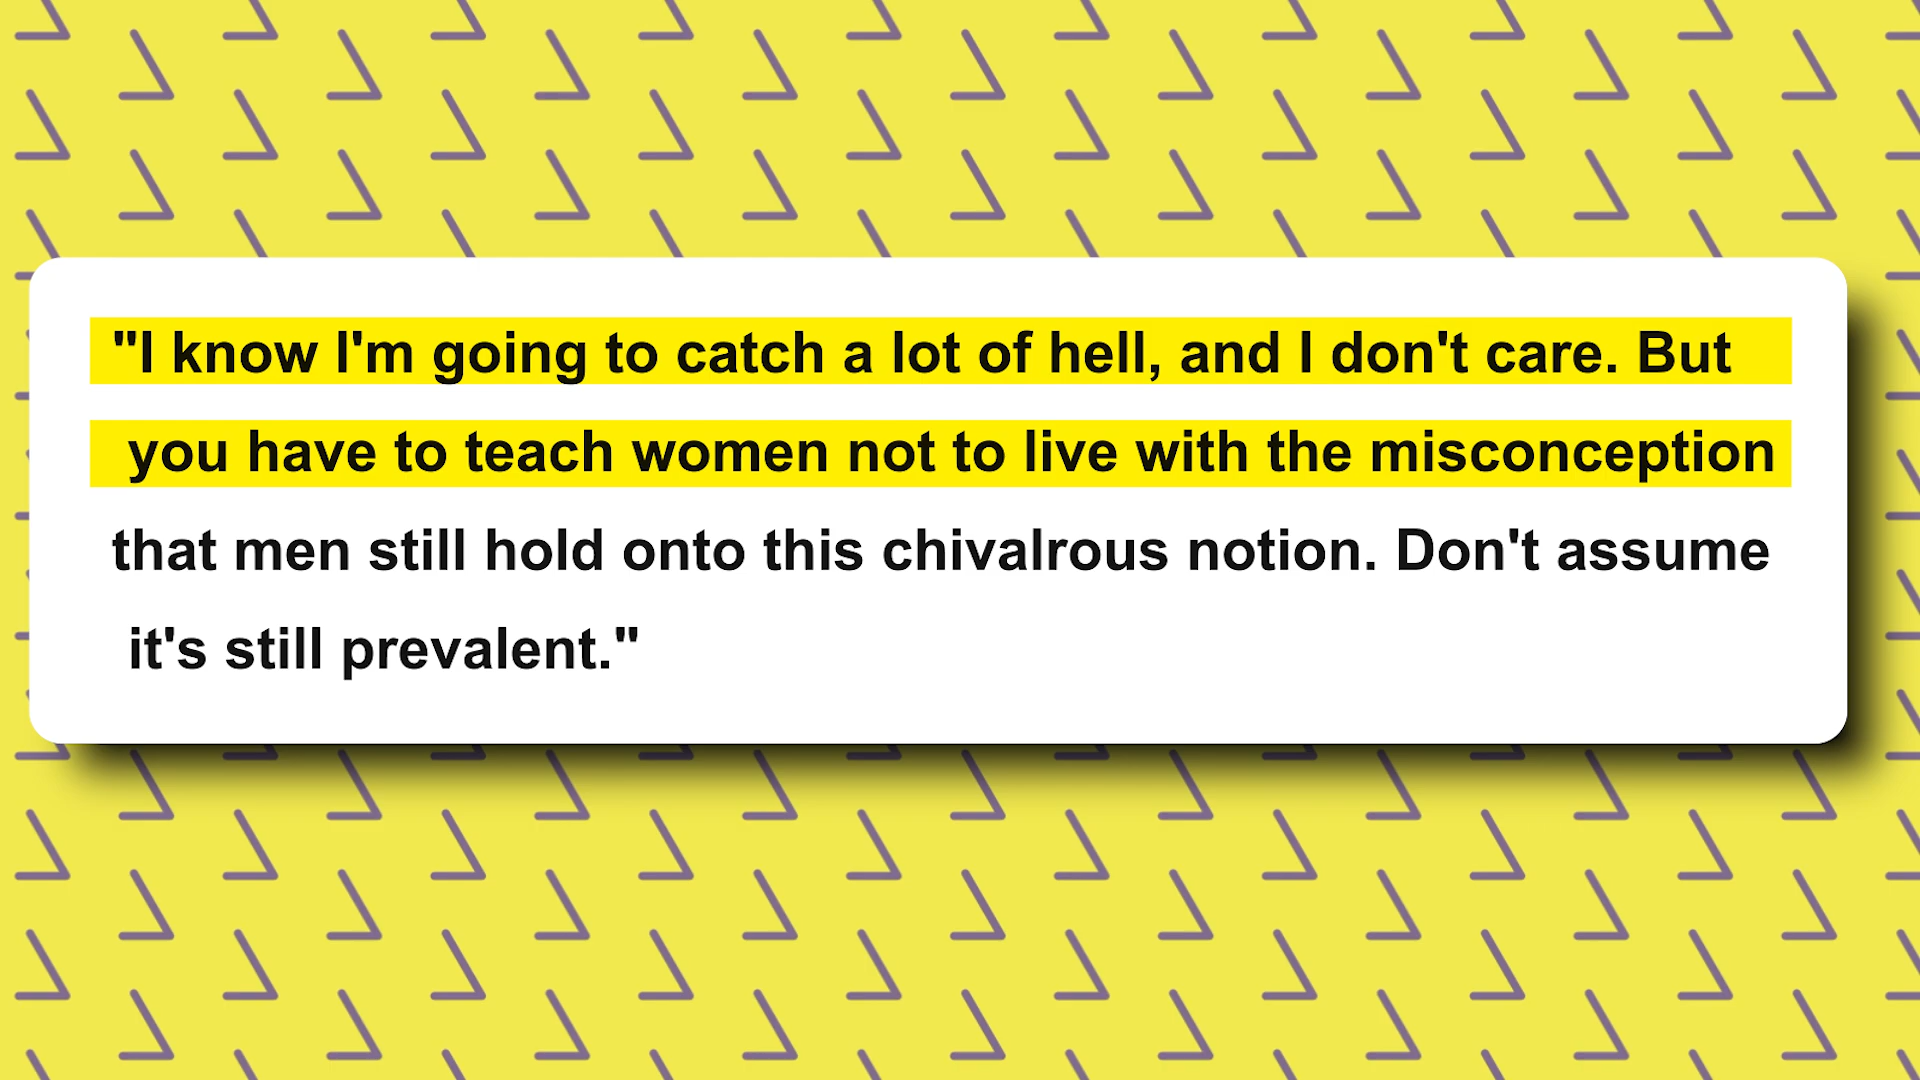 "I know I'm going to catch a lot of hell, and I don't care. But
you have to teach women not to live with the misconception
that men still hold onto this chivalrous notion. Don't assume
it's still prevalent."